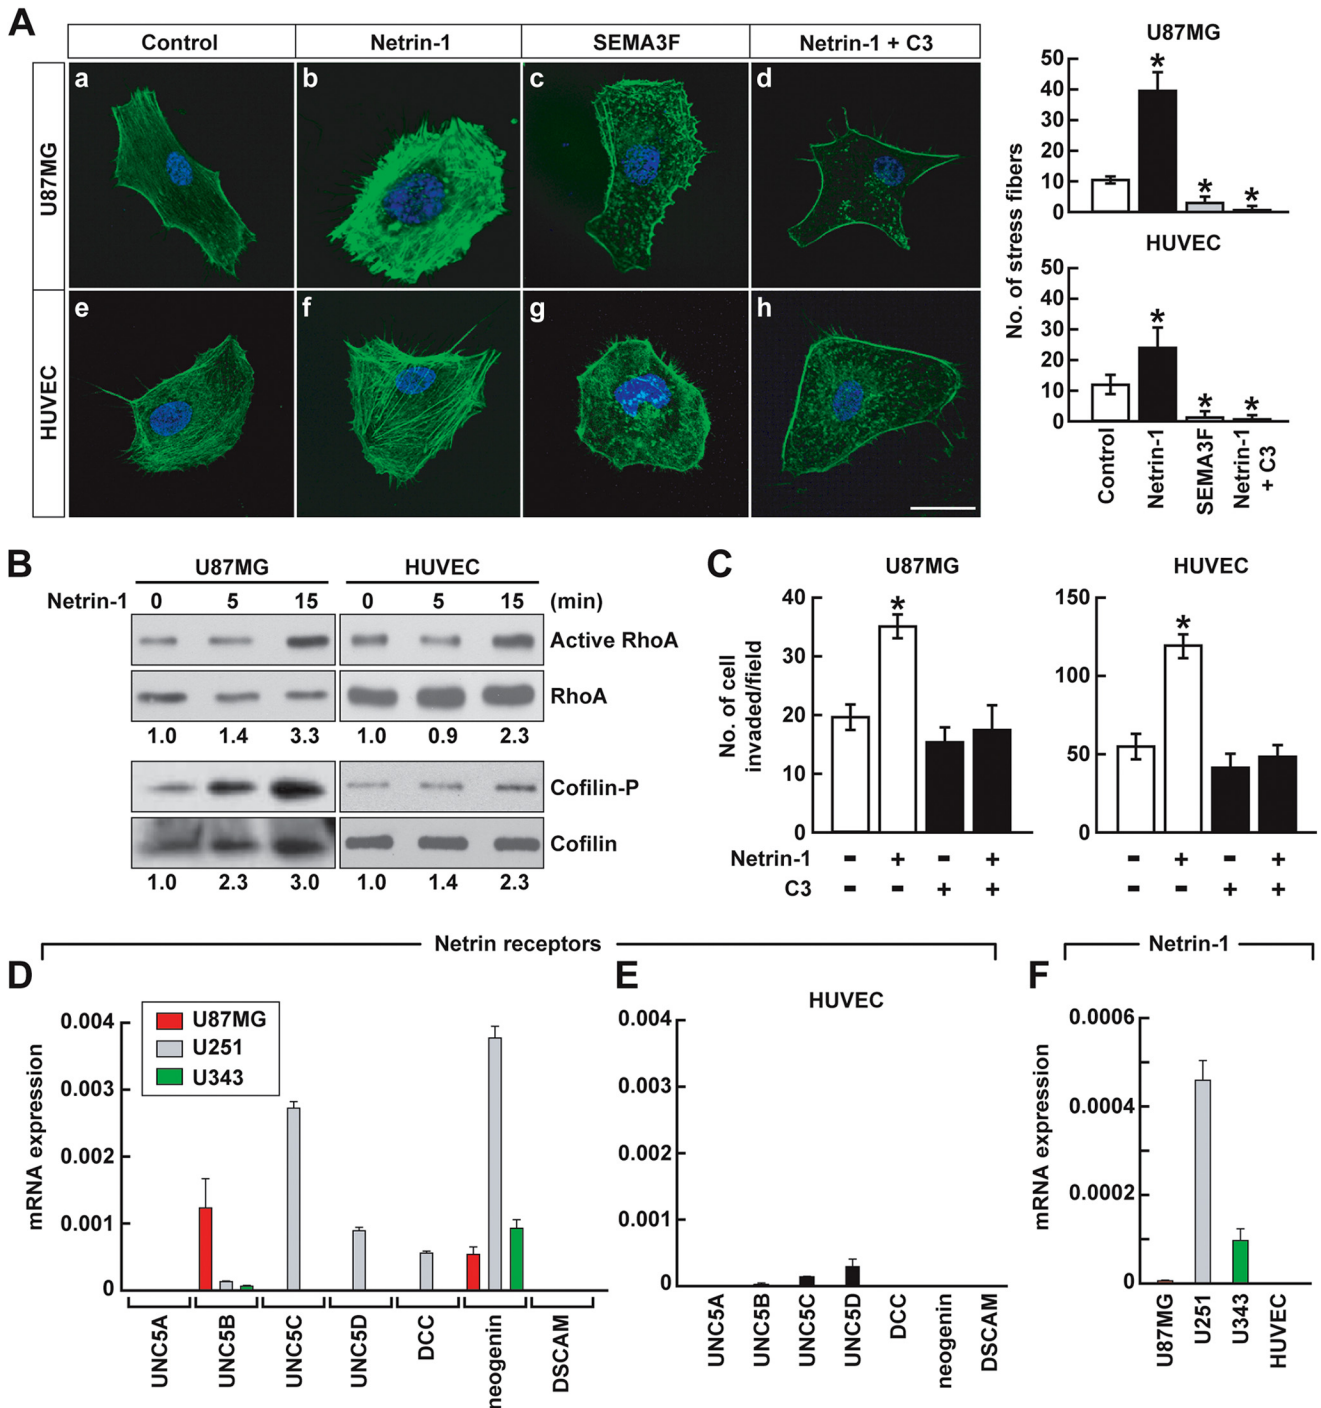 A
Control
Netrin-1
SEMA3F
Netrin-1 + C3
U87MG
a
b
c
d
HUVEC
e
f
g
h
No. of stress fibers
U87MG
50
40
30
20
10
0
*
*
*
HUVEC
50
40
30
20
10
0
*
*
*
Control
Netrin-1
SEMA3F
Netrin-1
+ C3
B
U87MG
HUVEC
Netrin-1 0 5 15 0 5 15 (min)
Active RhoA
RhoA
1.0 1.4 3.3 1.0 0.9 2.3
Cofilin-P
Cofilin
1.0 2.3 3.0 1.0 1.4 2.3
C
U87MG
No. of cell
invaded/field
40
30
20
10
0
*
HUVEC
150
100
50
0
*
Netrin-1 - + - + - + - +
C3 - - + + - - + +
Netrin receptors
D
mRNA expression
0.004
0.003
0.002
0.001
0
U87MG
U251
U343
UNC5A
UNC5B
UNC5C
UNC5D
DCC
neogenin
DSCAM
E
HUVEC
0.004
0.003
0.002
0.001
0
UNC5A
UNC5B
UNC5C
UNC5D
DCC
neogenin
DSCAM
Netrin-1
F
mRNA expression
0.0006
0.0004
0.0002
0
U87MG
U251
U343
HUVEC